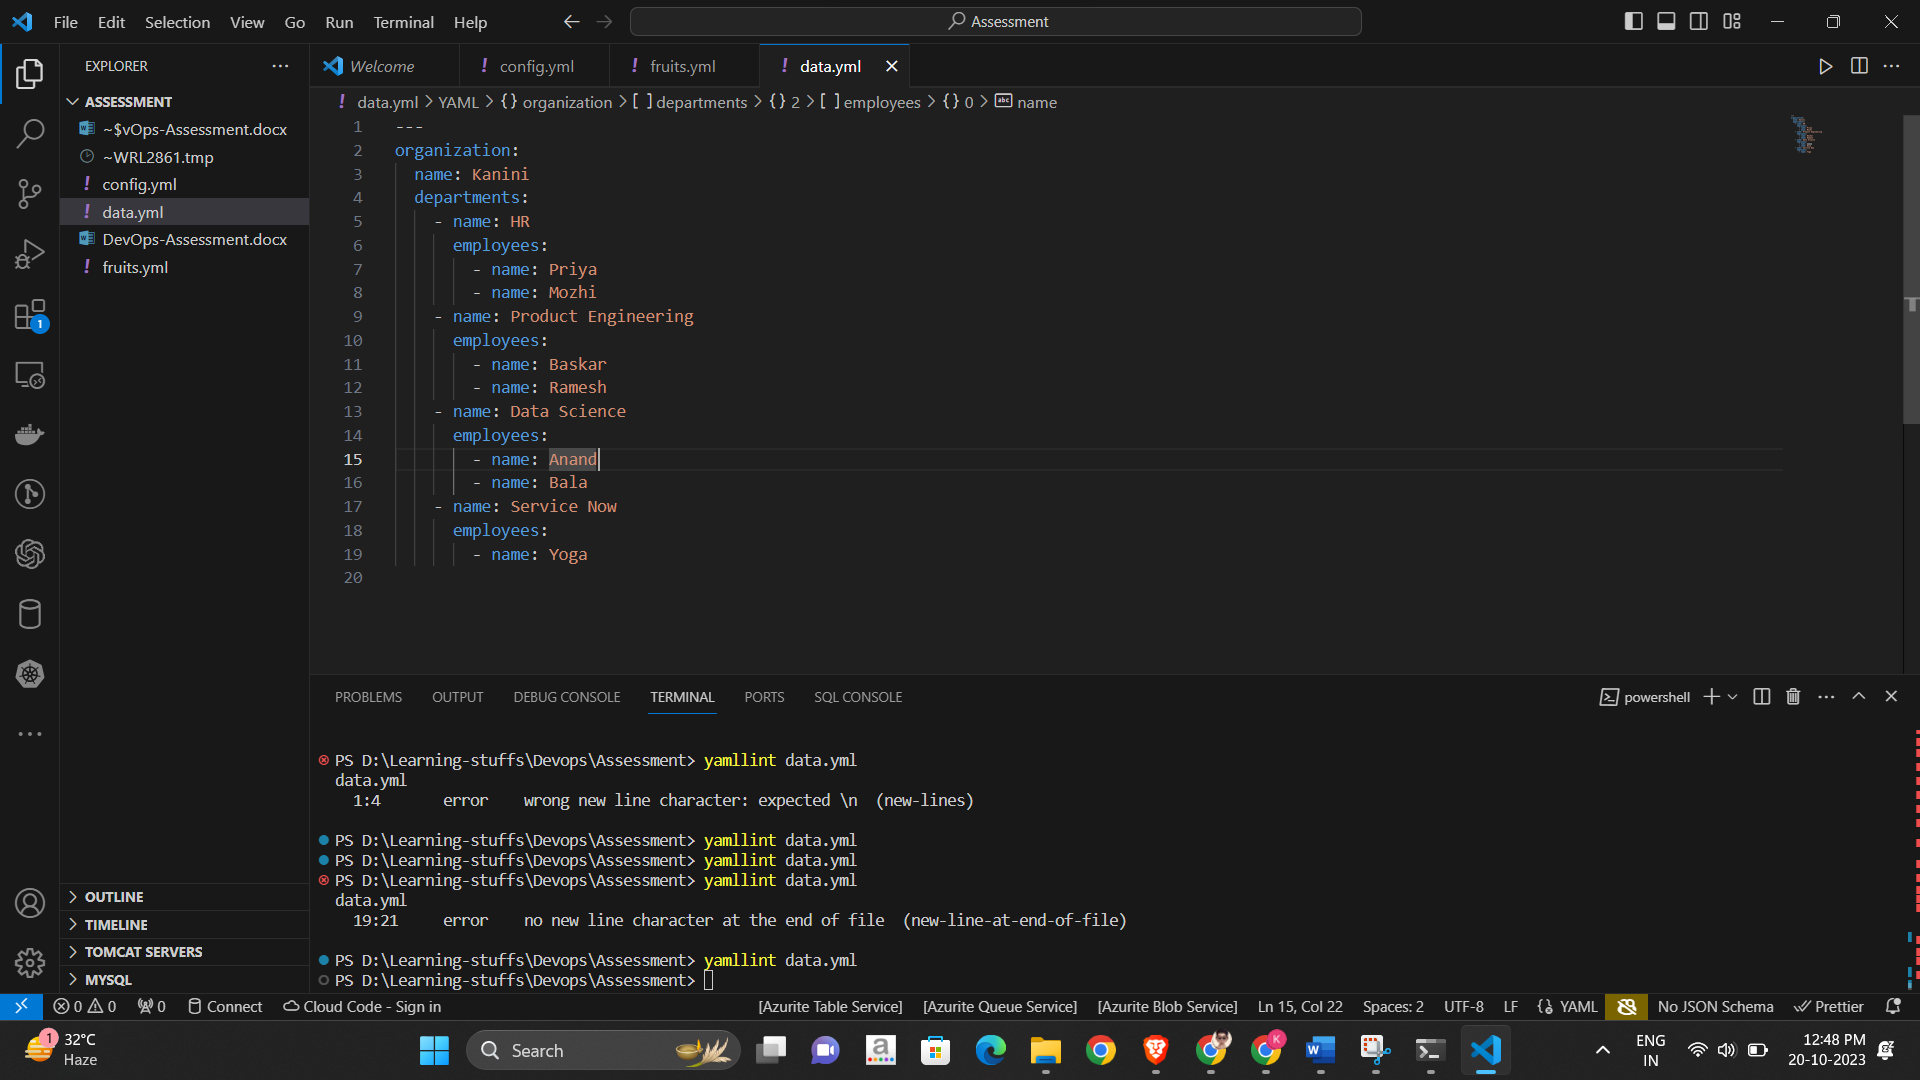 File Edit Selection View Go Run Terminal Help
Assessment
EXPLORER
ASSESSMENT
~$vOps-Assessment.docx
~WRL2861.tmp
config.yml
data.yml
DevOps-Assessment.docx
fruits.yml
OUTLINE
TIMELINE
TOMCAT SERVERS
MYSQL
1
Welcome ! config.yml ! fruits.yml ! data.yml
! data.yml > YAML > {} organization > [ ] departments > {} 2 > [ ] employees > {} 0 > name
1 ---
2 organization:
3 name: Kanini
4 departments:
5 - name: HR
6 employees:
7 - name: Priya
8 - name: Mozhi
9 - name: Product Engineering
10 employees:
11 - name: Baskar
12 - name: Ramesh
13 - name: Data Science
14 employees:
15 - name: Anand
16 - name: Bala
17 - name: Service Now
18 employees:
19 - name: Yoga
20
PROBLEMS OUTPUT DEBUG CONSOLE TERMINAL PORTS SQL CONSOLE
powershell
PS D:\Learning-stuffs\Devops\Assessment> yamllint data.yml
data.yml
1:4 error wrong new line character: expected \n (new-lines)
PS D:\Learning-stuffs\Devops\Assessment> yamllint data.yml
PS D:\Learning-stuffs\Devops\Assessment> yamllint data.yml
PS D:\Learning-stuffs\Devops\Assessment> yamllint data.yml
data.yml
19:21 error no new line character at the end of file (new-line-at-end-of-file)
PS D:\Learning-stuffs\Devops\Assessment> yamllint data.yml
PS D:\Learning-stuffs\Devops\Assessment>
0 0 0 Connect Cloud Code - Sign in [Azurite Table Service] [Azurite Queue Service] [Azurite Blob Service] Ln 15, Col 22 Spaces: 2 UTF-8 LF {} YAML No JSON Schema Prettier
1 32°C
Haze
Search
a
K
W
ENG
IN
12:48 PM
20-10-2023